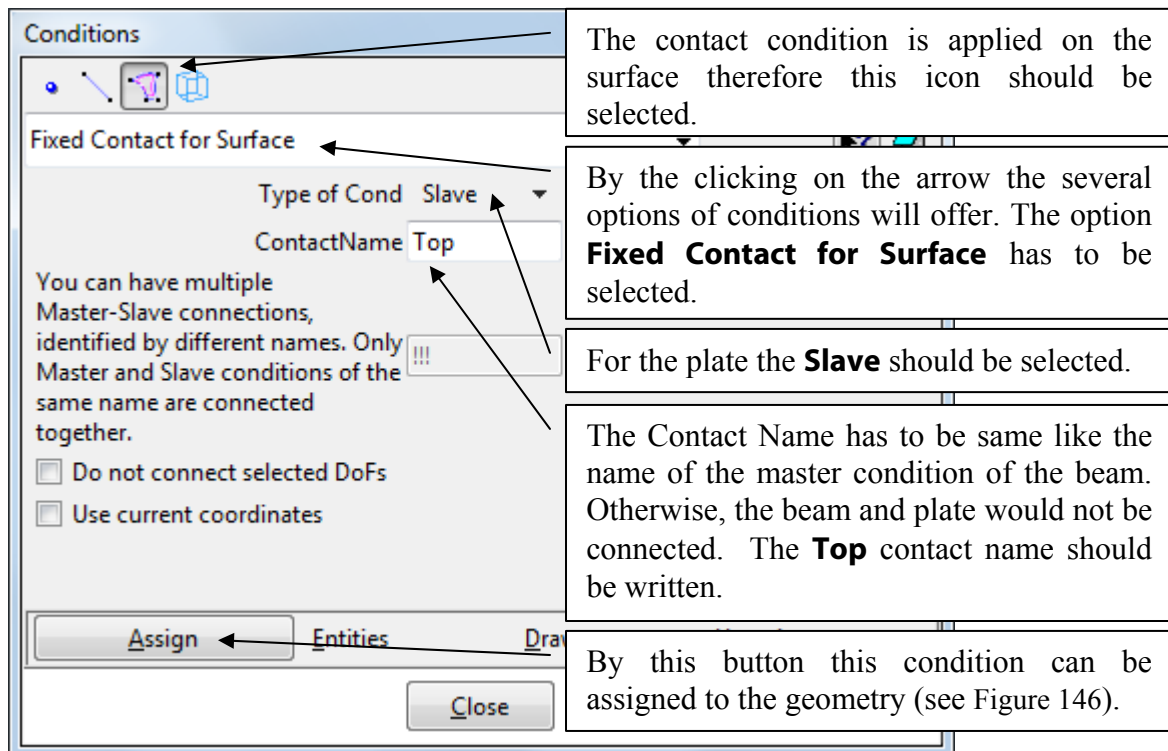 Conditions
Fixed Contact for Surface
Type of Cond Slave
ContactName Top
You can have multiple
Master-Slave connections,
identified by different names. Only
Master and Slave conditions of the
same name are connected
together.
!!!
Do not connect selected DoFs
Use current coordinates
Assign Entities
Close
The contact condition is applied on the
surface therefore this icon should be
selected.
By the clicking on the arrow the several
options of conditions will offer. The option
Fixed Contact for Surface has to be
selected.
For the plate the Slave should be selected.
The Contact Name has to be same like the
name of the master condition of the beam.
Otherwise, the beam and plate would not be
connected. The Top contact name should
be written.
By this button this condition can be
assigned to the geometry (see Figure 146).